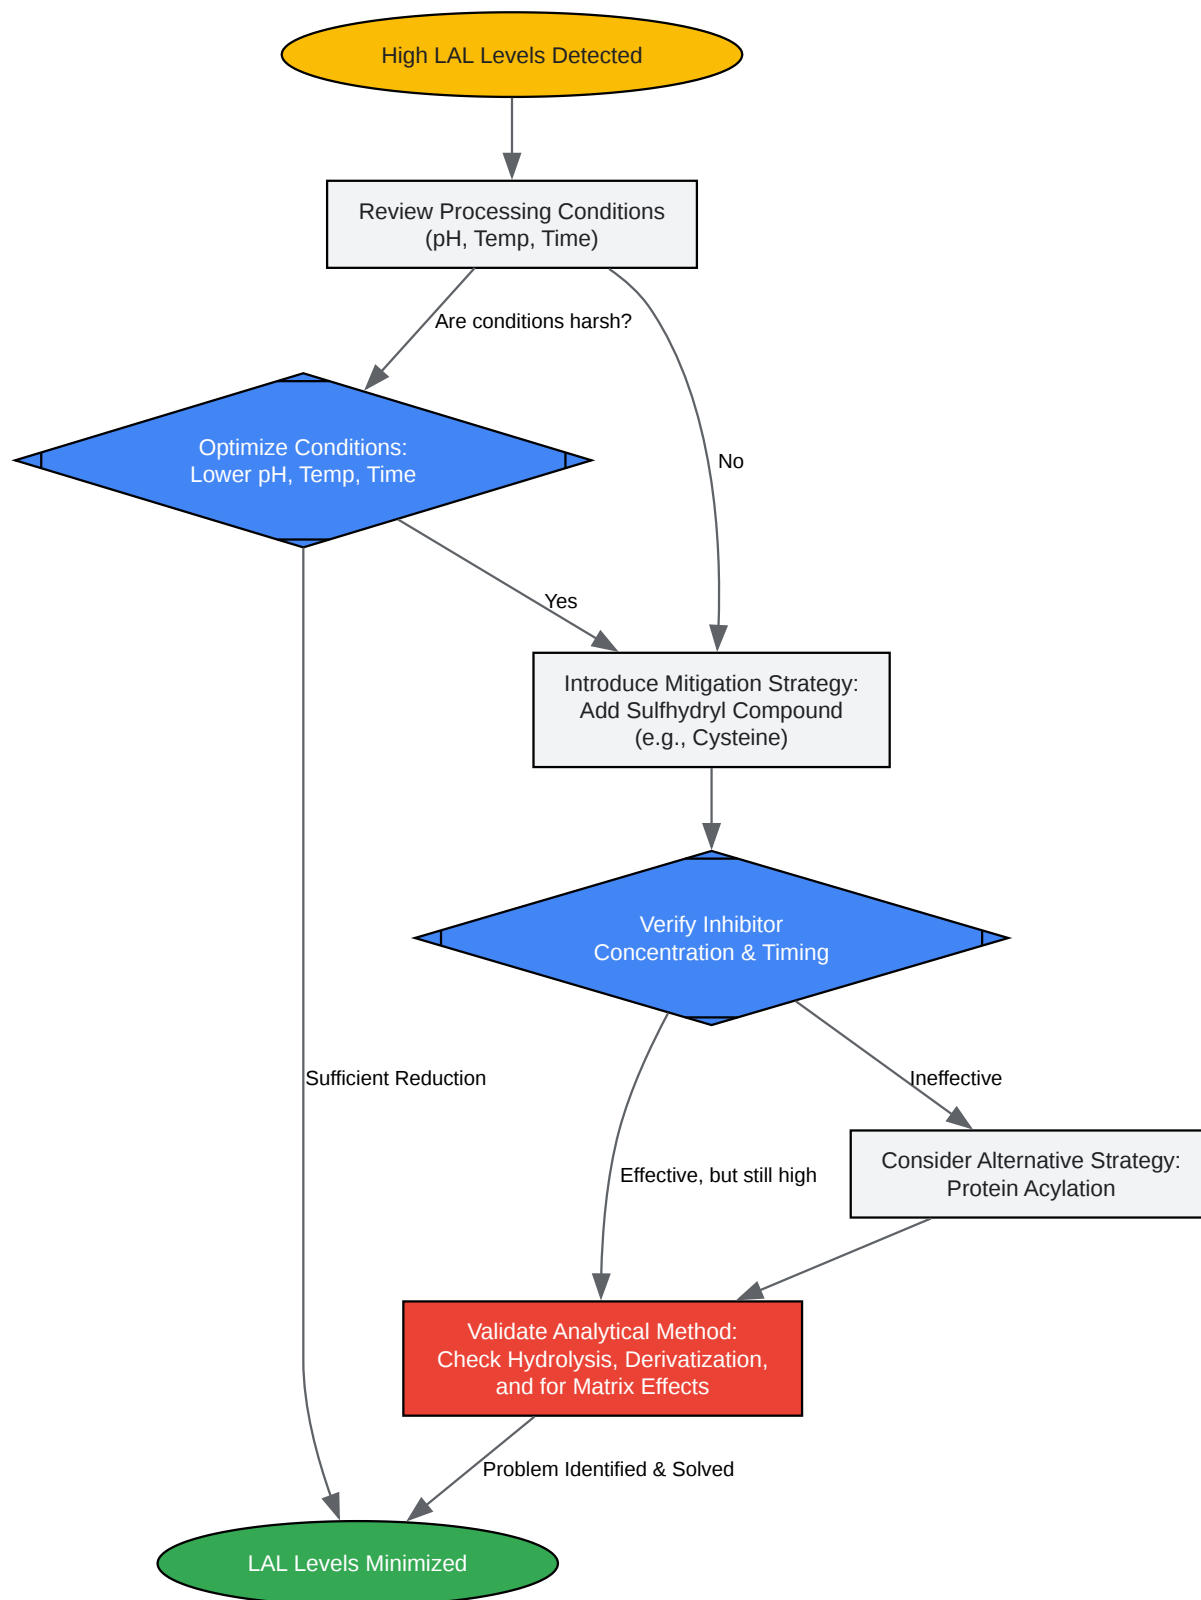 High LAL Levels Detected
Review Processing Conditions
(pH, Temp, Time)
Are conditions harsh?
Optimize Conditions:
Lower pH, Temp, Time
No
Yes
Introduce Mitigation Strategy:
Add Sulfhydryl Compound
(e.g., Cysteine)
Verify Inhibitor
Concentration & Timing
Sufficient Reduction
Ineffective
Effective, but still high
Consider Alternative Strategy:
Protein Acylation
Validate Analytical Method:
Check Hydrolysis, Derivatization,
and for Matrix Effects
Problem Identified & Solved
LAL Levels Minimized